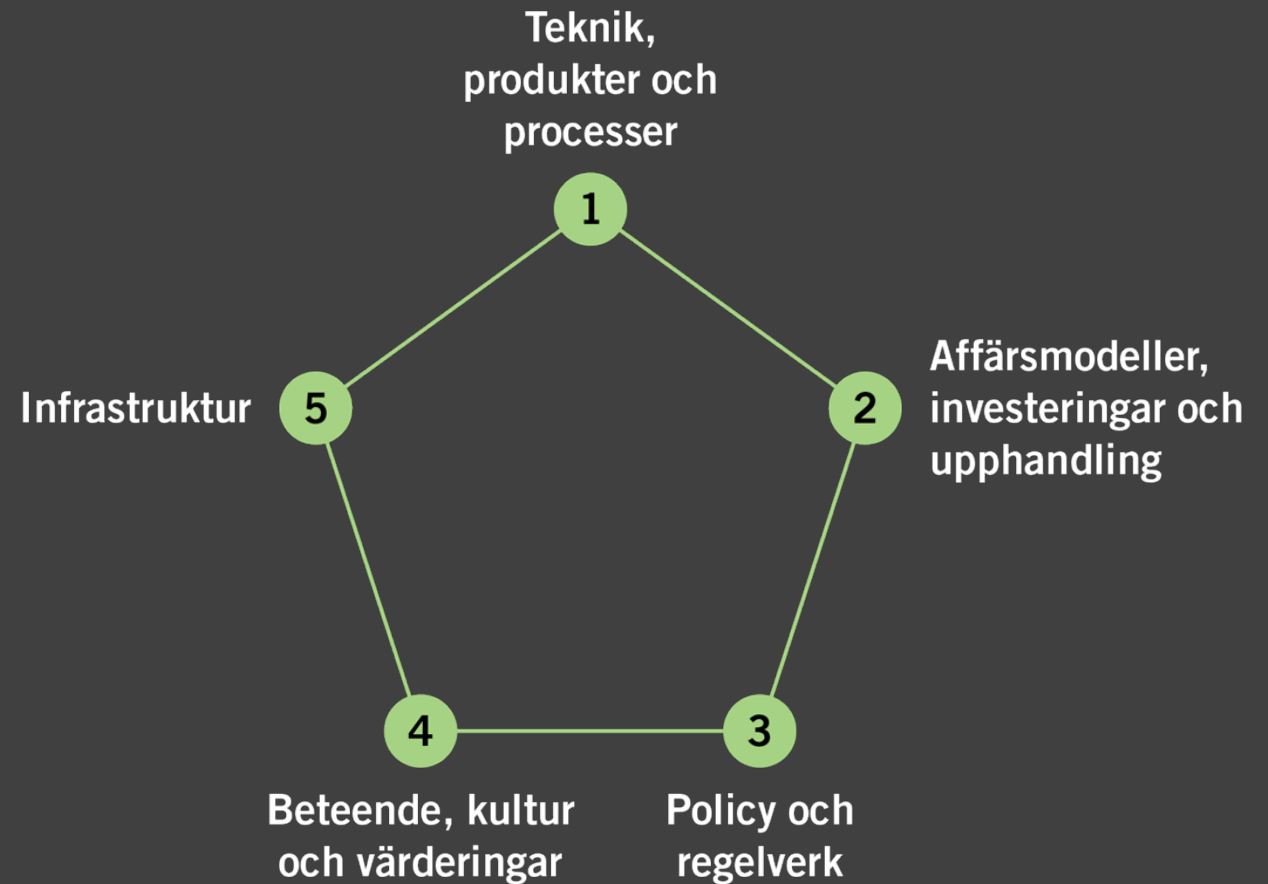 Teknik,
produkter och
processer
1
Affärsmodeller,
investeringar och
upphandling
2
Infrastruktur
5
4
3
Beteende, kultur
och värderingar
Policy och
regelverk